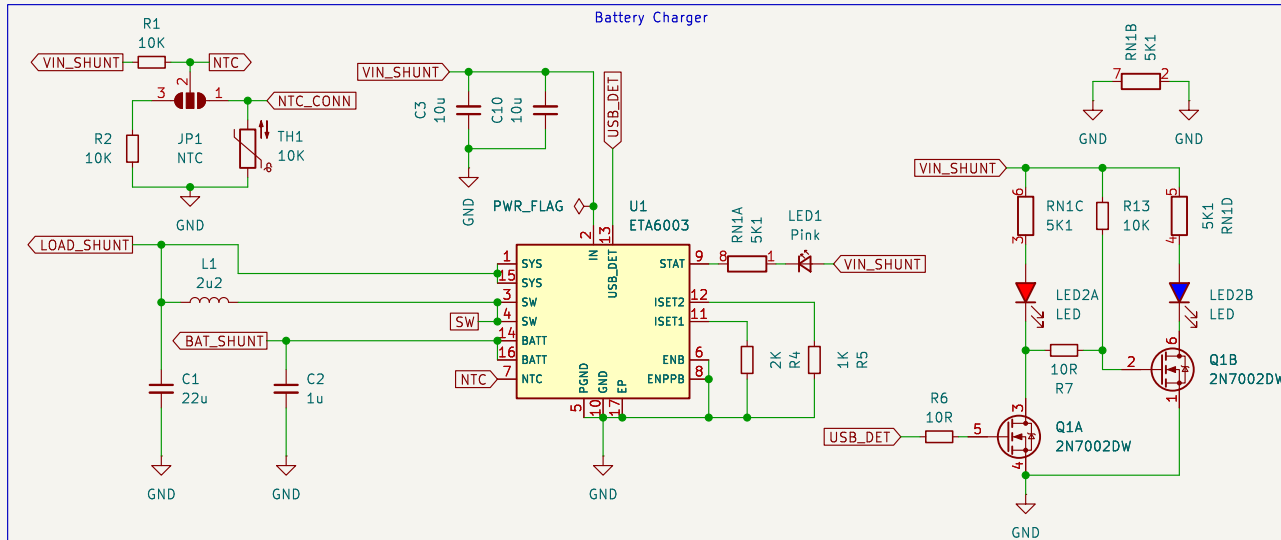 Battery Charger
R1
10K
VIN_SHUNT
NTC
2
3
1
NTC_CONN
R2
10K
JP1
NTC
TH1
10K
θ
GND
VIN_SHUNT
C3
10u
C10
10u
USB_DET
GND
PWR_FLAG
U1
ETA6003
2
13
IN
USB_DET
LOAD_SHUNT
L1
2u2
SW
BAT_SHUNT
NTC
C1
22u
C2
1u
GND
GND
1
SYS
15
SYS
3
SW
4
SW
14
BATT
16
BATT
7
NTC
PGND
GND
EP
5
10
17
GND
STAT
9
ISET2
12
ISET1
11
ENB
6
ENPPB
8
RN1A
5K1
8
1
LED1
Pink
VIN_SHUNT
2K
R4
1K
R5
RN1B
5K1
7
2
GND
GND
VIN_SHUNT
6
RN1C
5K1
3
R13
10K
5
5K1
RN1D
4
LED2A
LED
LED2B
LED
10R
R7
6
2
1
Q1B
2N7002DW
USB_DET
R6
10R
5
3
4
Q1A
2N7002DW
GND